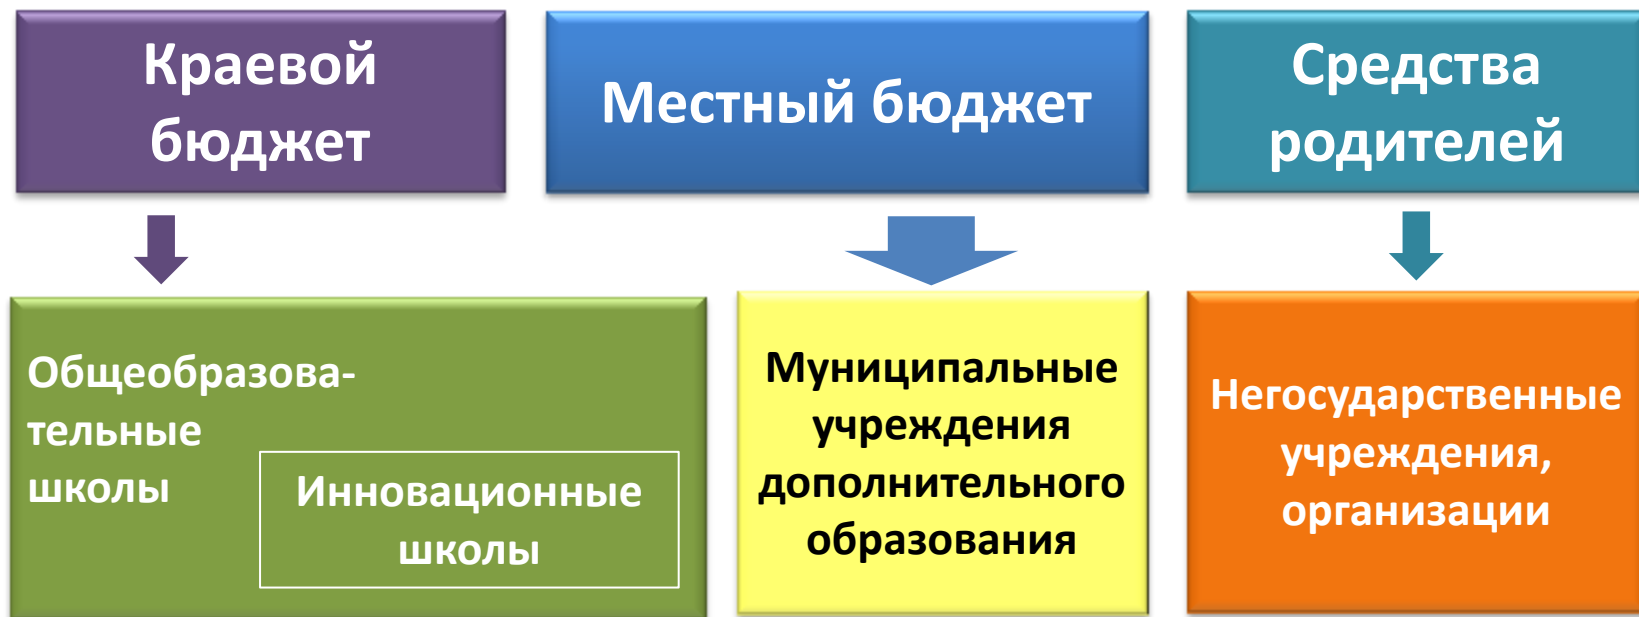 Краевой
бюджет
Местный бюджет
Средства
родителей
Общеобразова-
тельные
школы
Инновационные
школы
Муниципальные
учреждения
дополнительного
образования
Негосударственные
учреждения,
организации